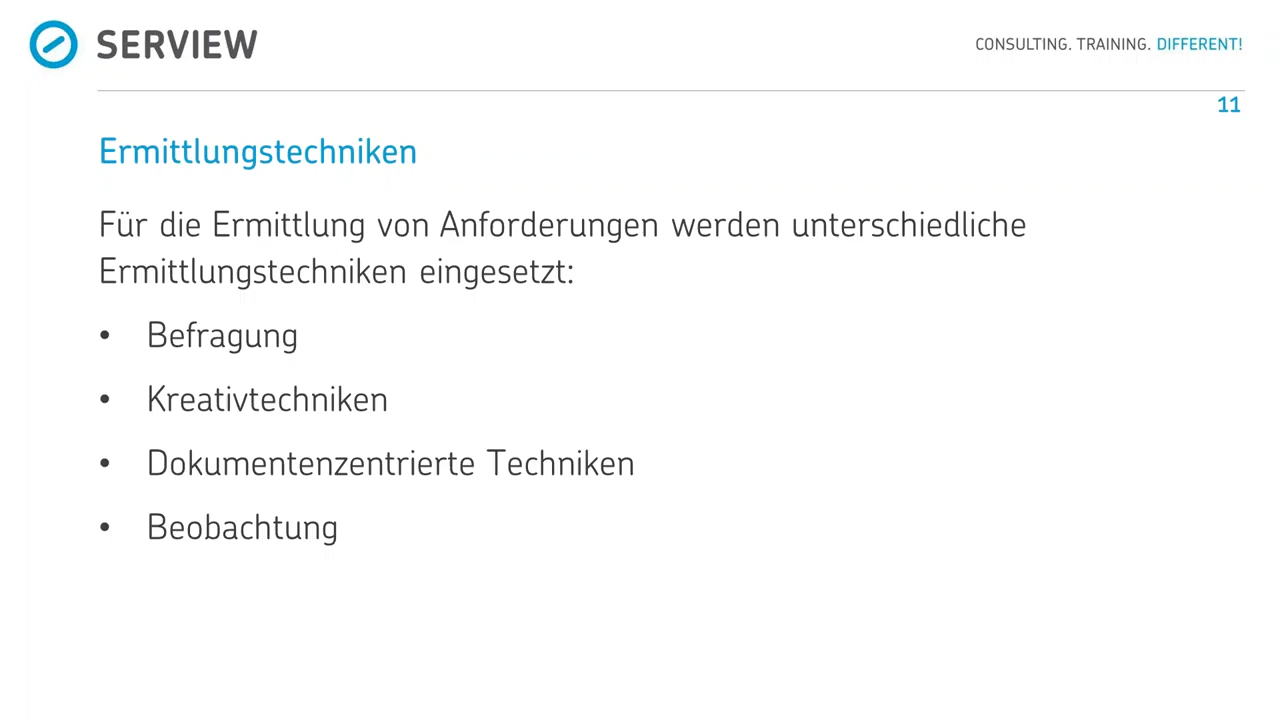 SERVIEW
CONSULTING. TRAINING. DIFFERENT!
11
Ermittlungstechniken
Für die Ermittlung von Anforderungen werden unterschiedliche
Ermittlungstechniken eingesetzt:
• Befragung
• Kreativtechniken
• Dokumentenzentrierte Techniken
• Beobachtung